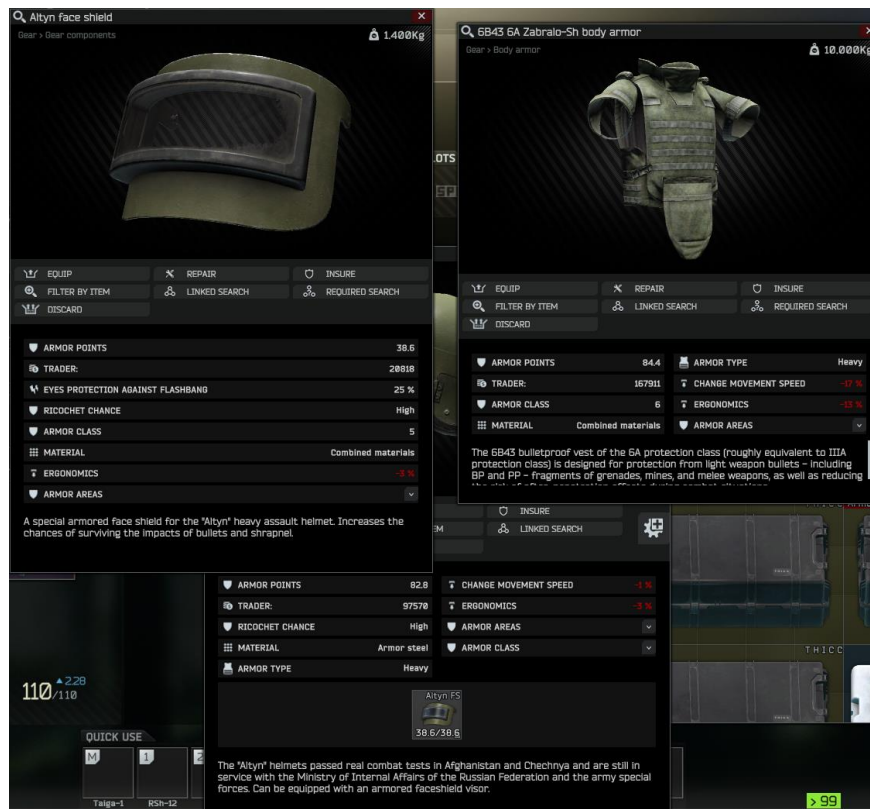 Altyn face shield
Gear > Gear components
1.400Kg
EQUIP
REPAIR
INSURE
FILTER BY ITEM
LINKED SEARCH
REQUIRED SEARCH
DISCARD
ARMOR POINTS 38.6
TRADER: 20818
EYES PROTECTION AGAINST FLASHBANG 25 %
RICOCHET CHANCE High
ARMOR CLASS 5
MATERIAL Combined materials
ERGONOMICS -3 %
ARMOR AREAS
A special armored face shield for the "Altyn" heavy assault helmet. Increases the
chances of surviving the impacts of bullets and shrapnel.
6B43 6A Zabralo-Sh body armor
Gear > Body armor
10.000Kg
EQUIP
REPAIR
INSURE
FILTER BY ITEM
LINKED SEARCH
REQUIRED SEARCH
DISCARD
ARMOR POINTS 84.4
ARMOR TYPE Heavy
TRADER: 167911
CHANGE MOVEMENT SPEED -17 %
ARMOR CLASS 6
ERGONOMICS -13 %
MATERIAL Combined materials
ARMOR AREAS
The 6B43 bulletproof vest of the 6A protection class (roughly equivalent to IIIA
protection class) is designed for protection from light weapon bullets – including
BP and PP – fragments of grenades, mines, and melee weapons, as well as reducing
INSURE
LINKED SEARCH
ARMOR POINTS 82.8
CHANGE MOVEMENT SPEED -1 %
TRADER: 97570
ERGONOMICS -3 %
RICOCHET CHANCE High
ARMOR AREAS
MATERIAL Armor steel
ARMOR CLASS
ARMOR TYPE Heavy
Altyn FS
38.6/38.6
The "Altyn" helmets passed real combat tests in Afghanistan and Chechnya and are still in
service with the Ministry of Internal Affairs of the Russian Federation and the army special
forces. Can be equipped with an armored faceshield visor.
THICC
110/110
2.28
QUICK USE
M
1
2
Taiga-1
RSh-12
> 99